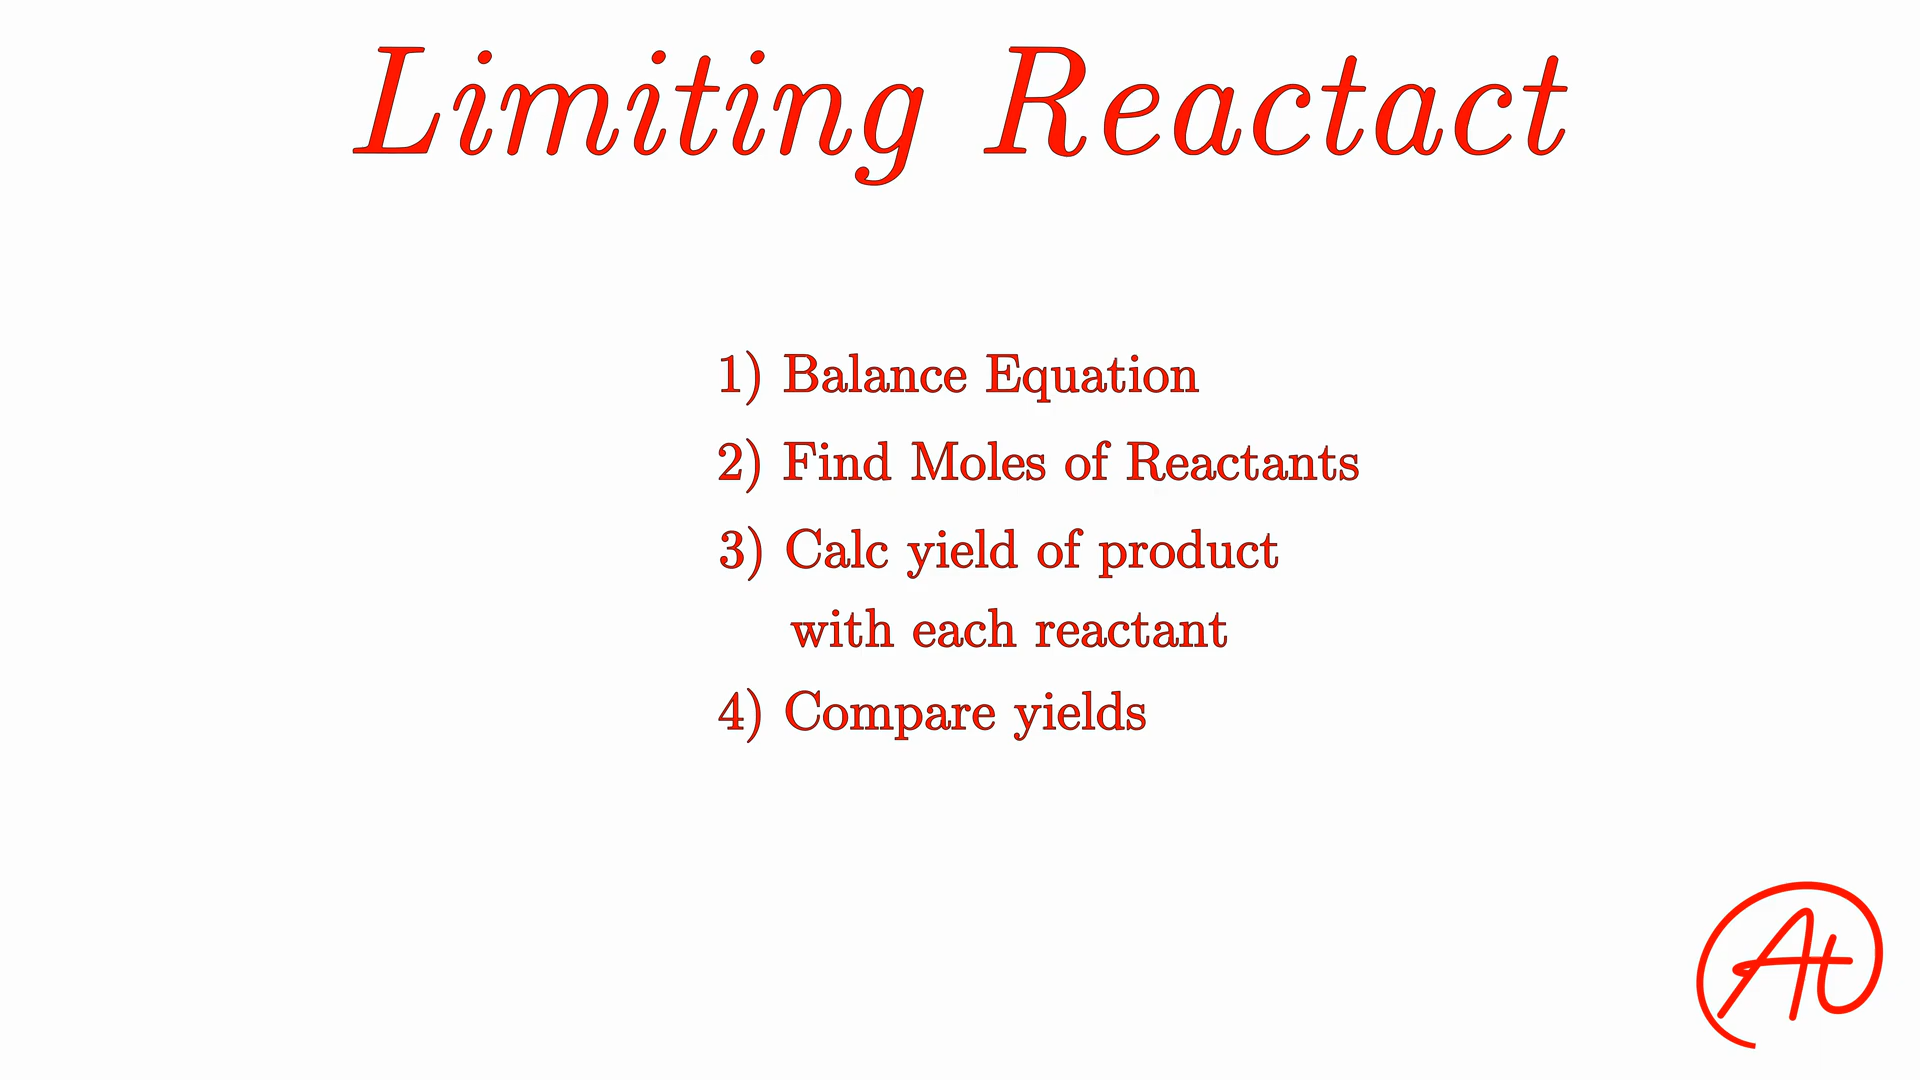 Limiting Reactact
1) Balance Equation
2) Find Moles of Reactants
3) Calc yield of product
with each reactant
4) Compare yields
At